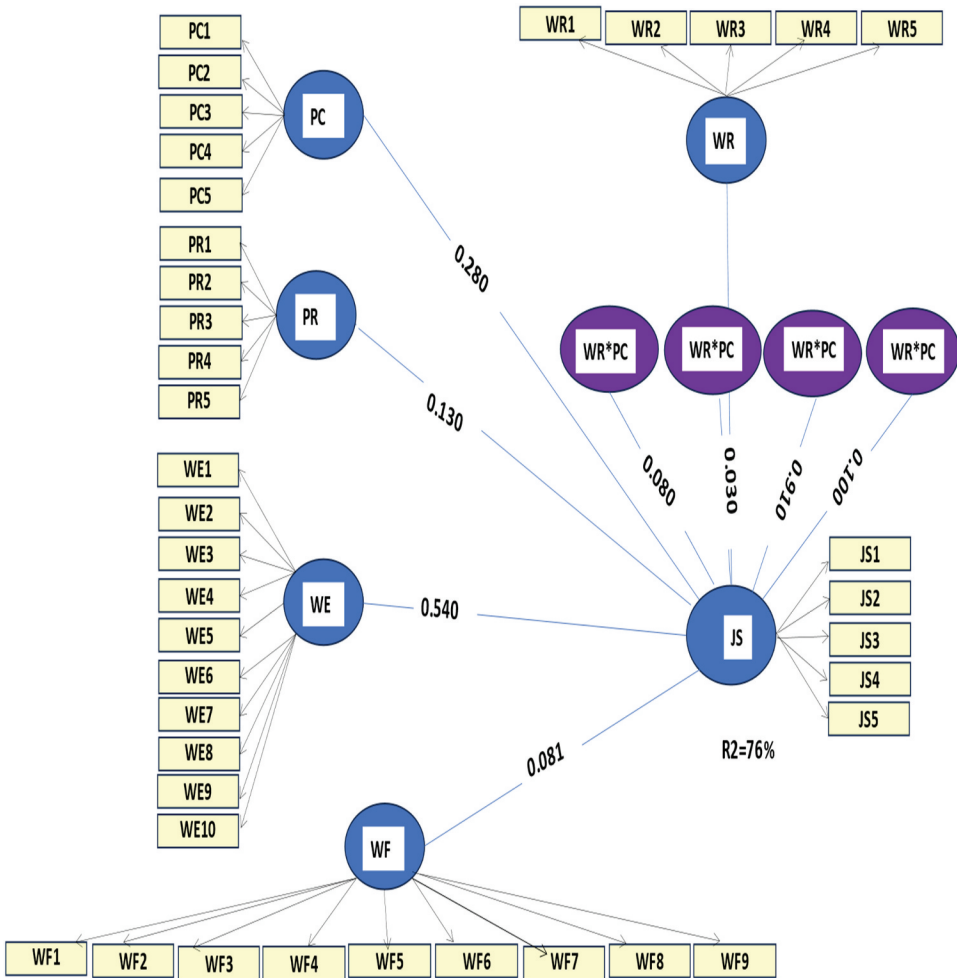 PC1
PC2
PC3
PC4
PC5
PC
WR1
WR2
WR3
WR4
WR5
WR
PR1
PR2
PR3
PR4
PR5
PR
0.280
0.130
WR*PC
WR*PC
WR*PC
WR*PC
0.080
0.030
0.910
0.100
WE1
WE2
WE3
WE4
WE5
WE6
WE7
WE8
WE9
WE10
WE
0.540
JS
JS1
JS2
JS3
JS4
JS5
R2=76%
0.081
WF
WF1
WF2
WF3
WF4
WF5
WF6
WF7
WF8
WF9